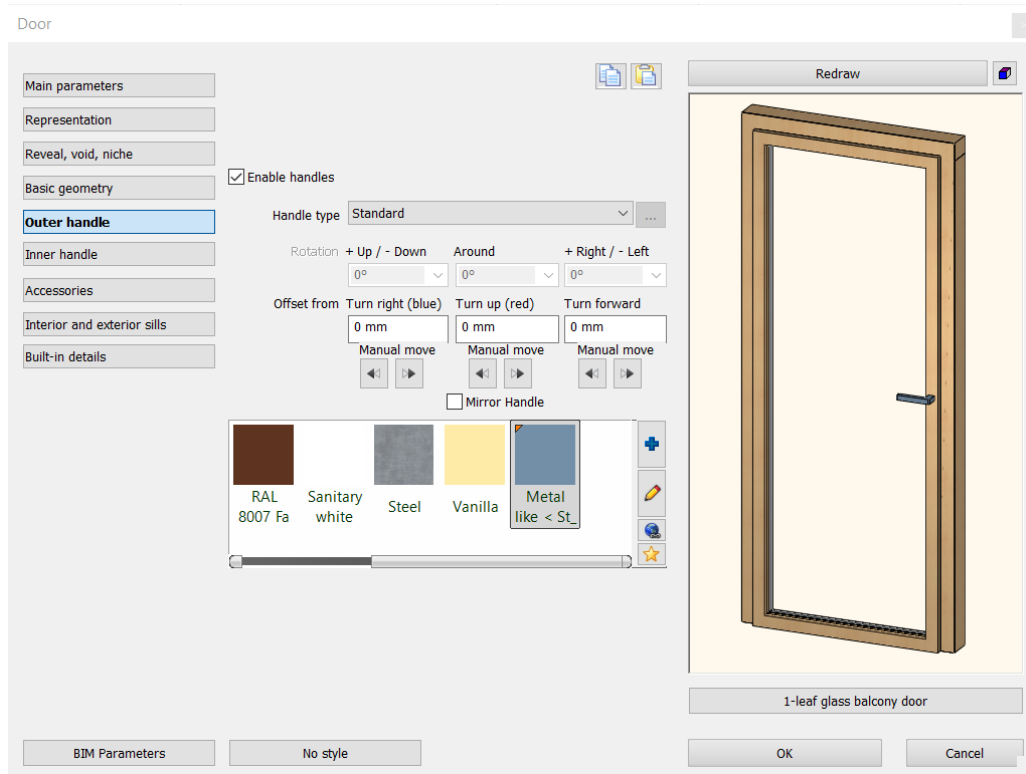 Door
Main parameters
Representation
Reveal, void, niche
Basic geometry
Outer handle
Inner handle
Accessories
Interior and exterior sills
Built-in details
Enable handles
Handle type Standard ...
Rotation + Up / - Down Around + Right / - Left
0° 0° 0°
Offset from Turn right (blue) Turn up (red) Turn forward
0 mm 0 mm 0 mm
Manual move Manual move Manual move
Mirror Handle
RAL
8007 Fa
Sanitary
white
Steel
Vanilla
Metal
like < St_
Redraw
1-leaf glass balcony door
BIM Parameters
No style
OK
Cancel